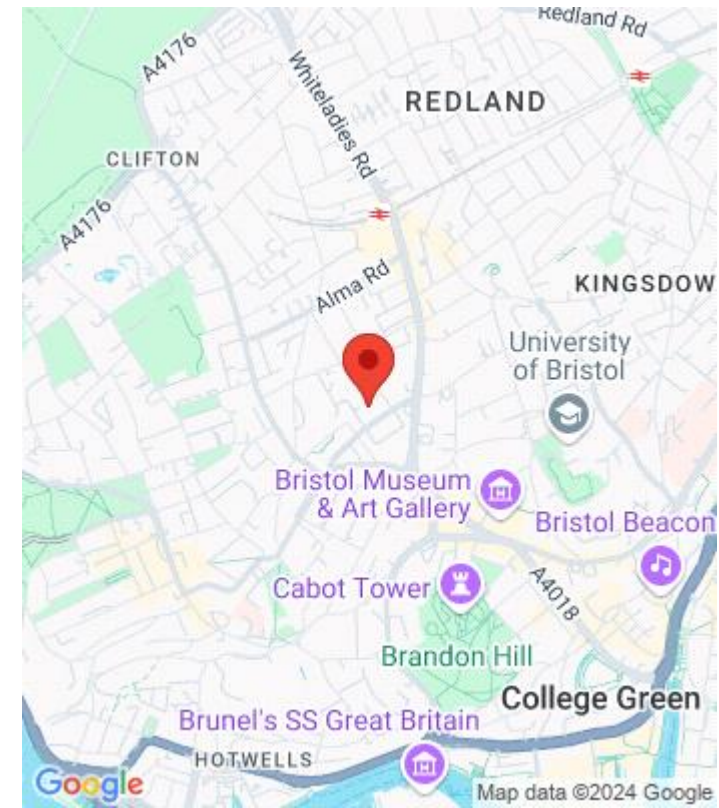 Redland Rd
A4176
Whiteladies Rd
REDLAND
CLIFTON
A4176
Alma Rd
KINGSDOW
University
of Bristol
Bristol Museum
& Art Gallery
Bristol Beacon
Cabot Tower
A4018
Brandon Hill
College Green
Brunel's SS Great Britain
HOTWELLS
Google
Map data ©2024 Google